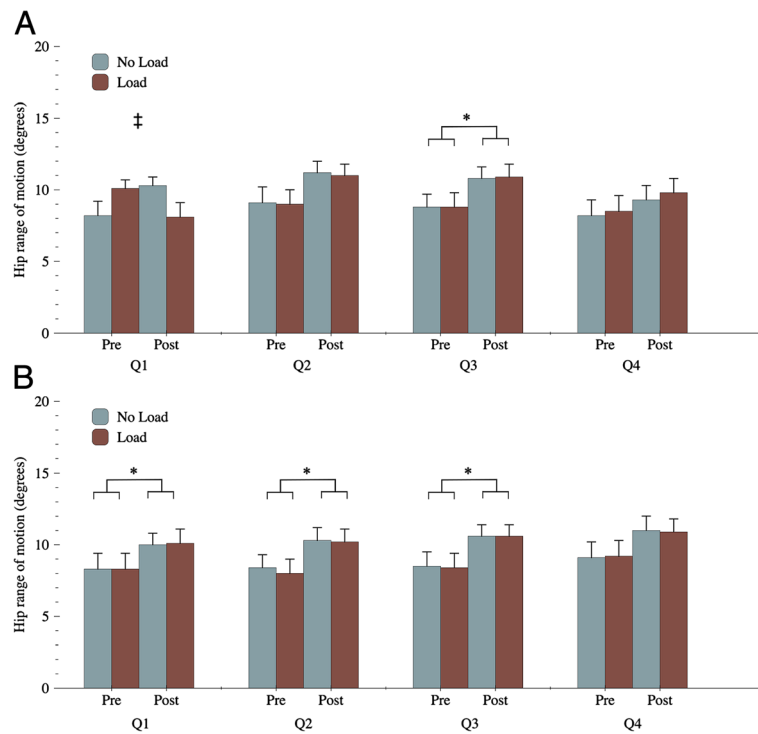 A
20
No Load
Load
15
‡
*
10
5
0
Hip range of motion (degrees)
Pre Post Pre Post Pre Post Pre Post
Q1 Q2 Q3 Q4
B
20
No Load
Load
15
* * *
10
5
0
Hip range of motion (degrees)
Pre Post Pre Post Pre Post Pre Post
Q1 Q2 Q3 Q4